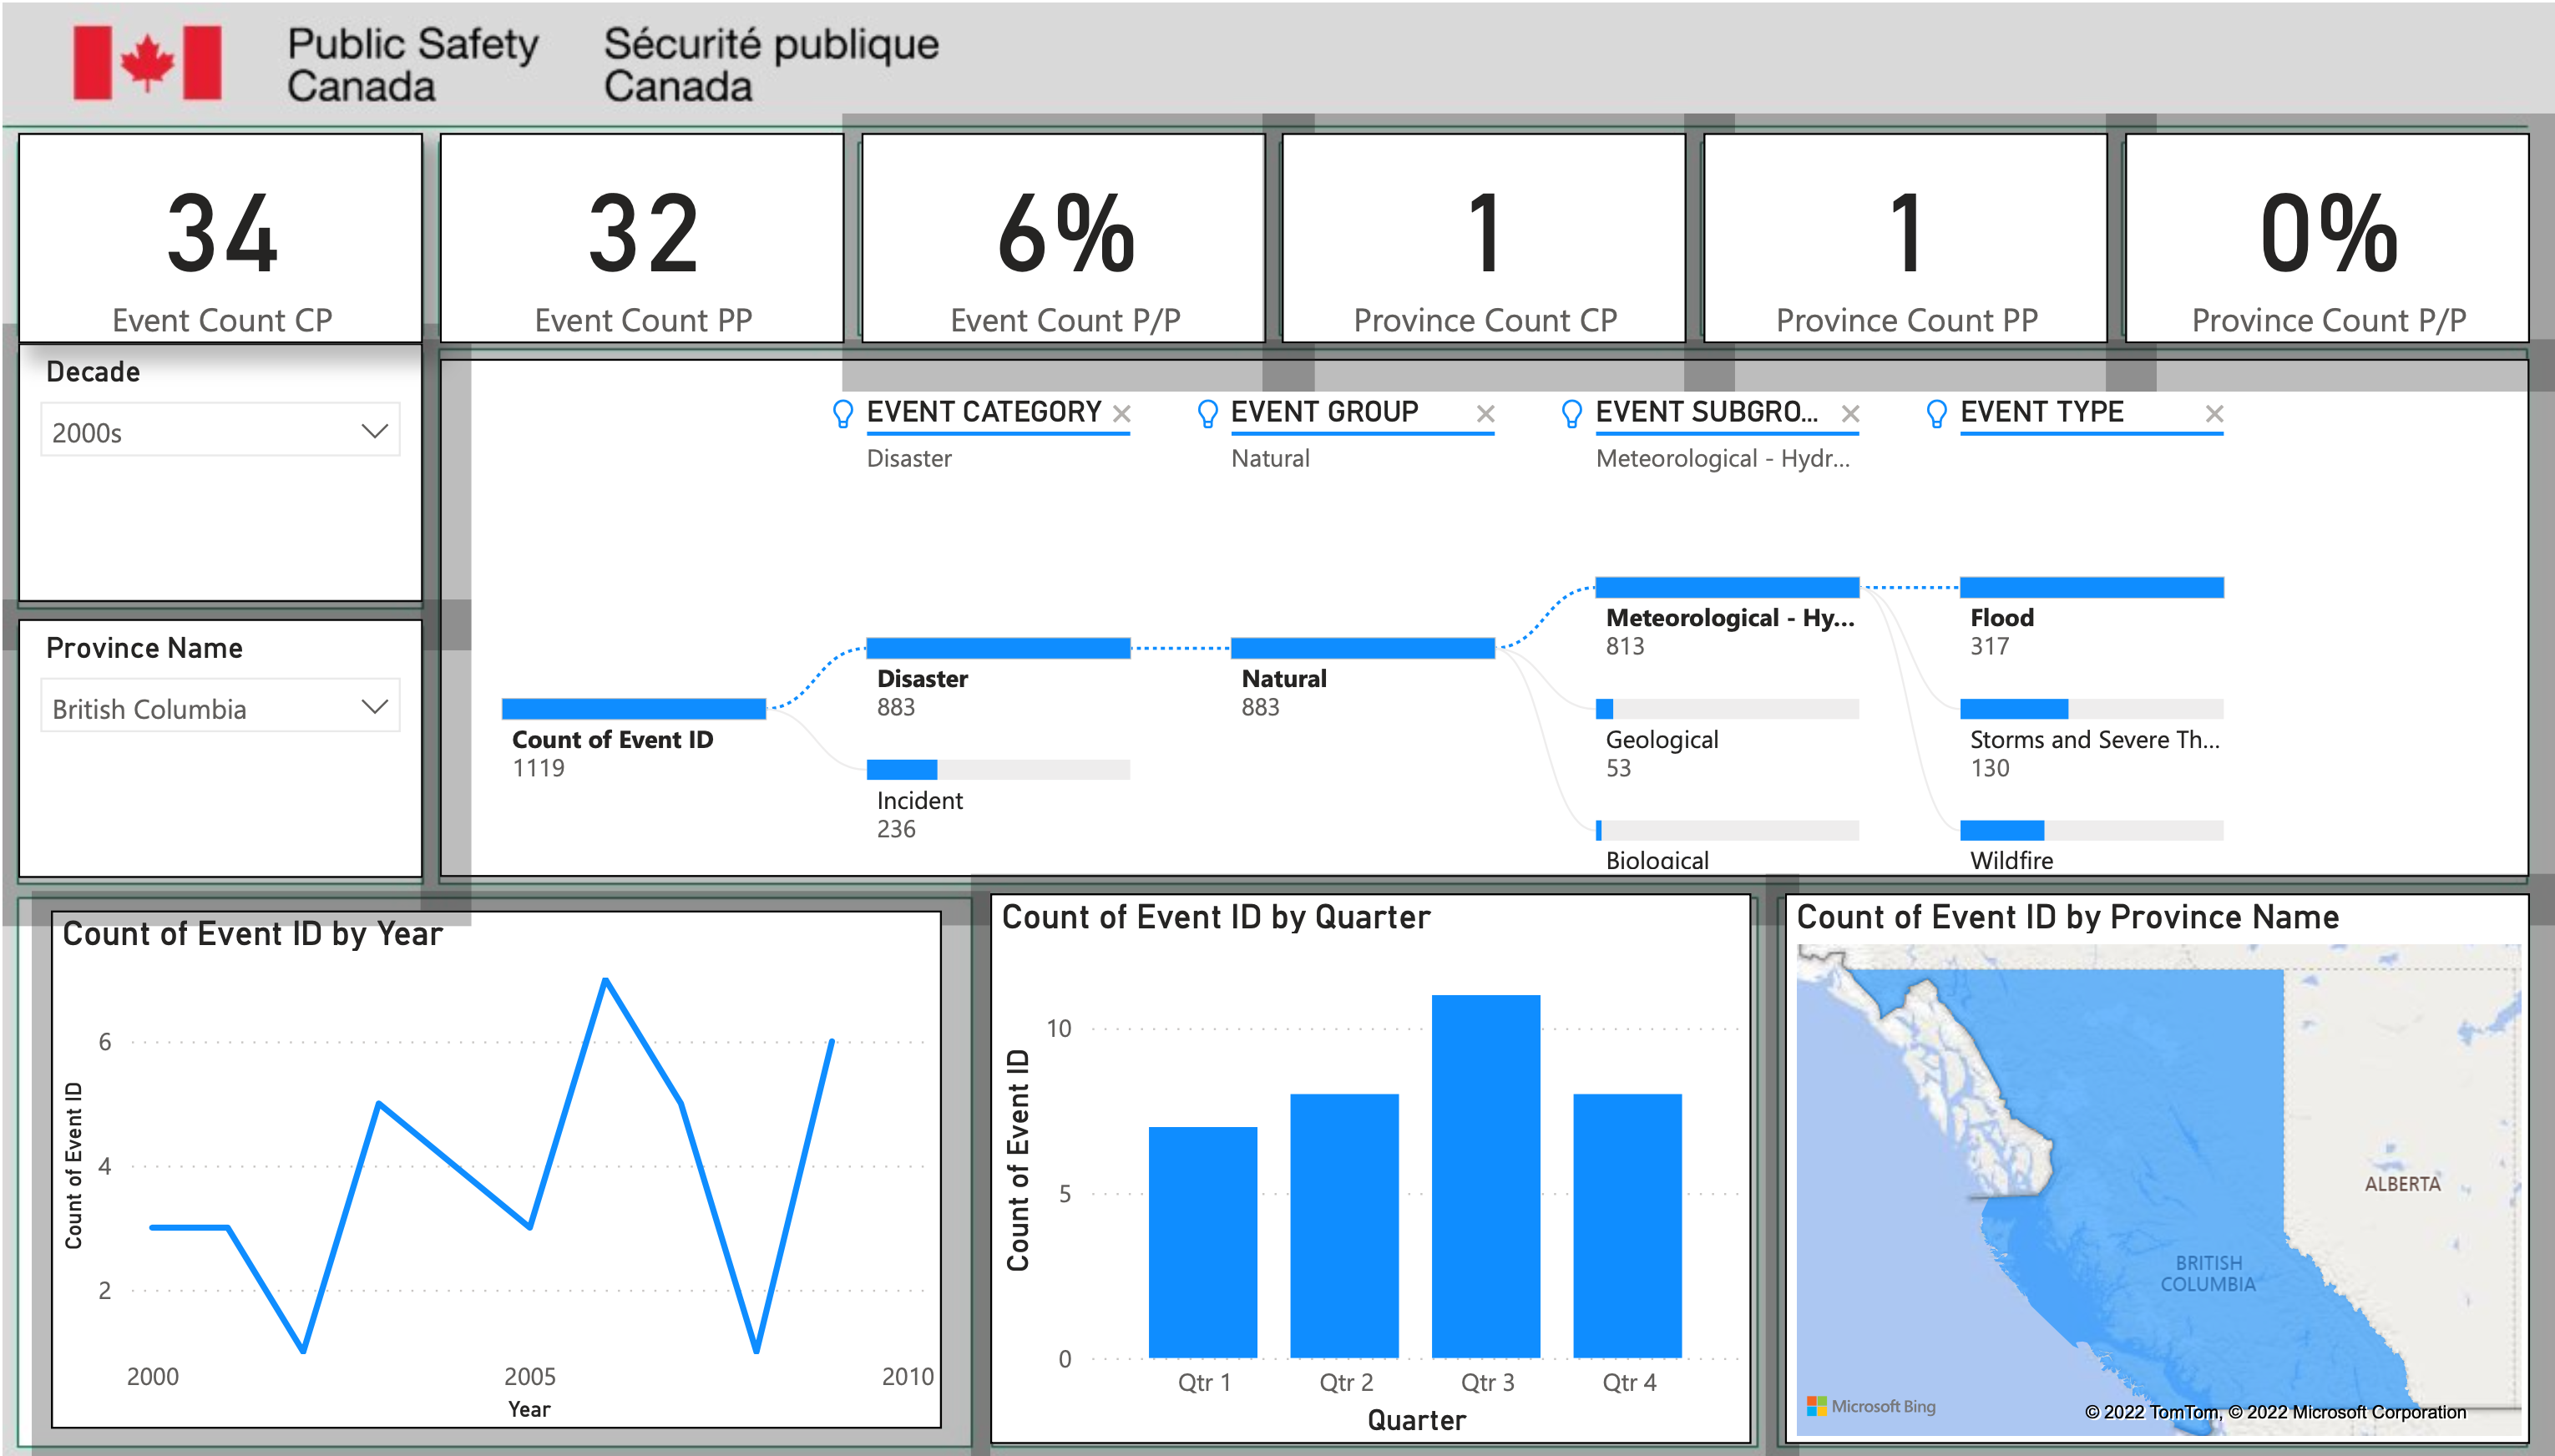 Public Safety
Canada
Sécurité publique
Canada
34
Event Count CP
32
Event Count PP
6%
Event Count P/P
1
Province Count CP
1
Province Count PP
0%
Province Count P/P
Decade
2000s
Province Name
British Columbia
EVENT CATEGORY
Disaster
EVENT GROUP
Natural
EVENT SUBGRO...
Meteorological - Hydr...
EVENT TYPE
Count of Event ID
1119
Disaster
883
Incident
236
Natural
883
Meteorological - Hy...
813
Geological
53
Biological
Flood
317
Storms and Severe Th...
130
Wildfire
Count of Event ID by Year
Count of Event ID
6
4
2
2000
2005
2010
Year
Count of Event ID by Quarter
Count of Event ID
10
5
0
Qtr 1
Qtr 2
Qtr 3
Qtr 4
Quarter
Count of Event ID by Province Name
ALBERTA
BRITISH
COLUMBIA
Microsoft Bing
© 2022 TomTom, © 2022 Microsoft Corporation